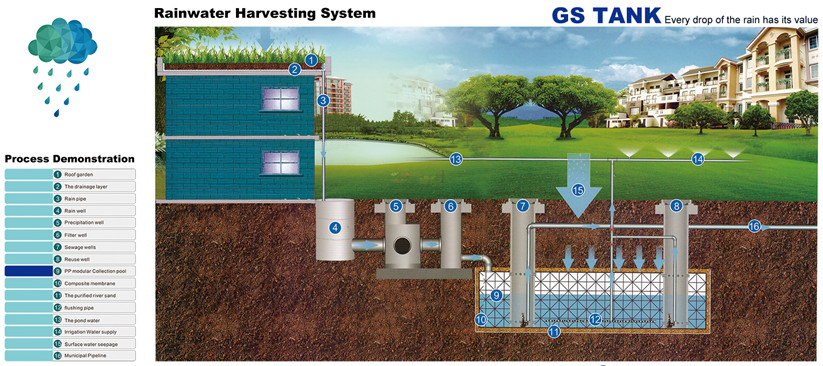 Rainwater Harvesting System
GS TANK Every drop of the rain has its value
Process Demonstration
1 Roof garden
2 The drainage layer
3 Rain pipe
4 Rain well
5 Precipitation well
6 Filter well
7 Sewage wells
8 Reuse well
9 PP modular Collection pool
10 Composite membrane
11 The purified river sand
12 flushing pipe
13 The pond water
14 Irrigation Water supply
15 Surface water seepage
16 Municipal Pipeline
1
2
3
13
14
15
4
5
6
7
8
16
9
10
12
11